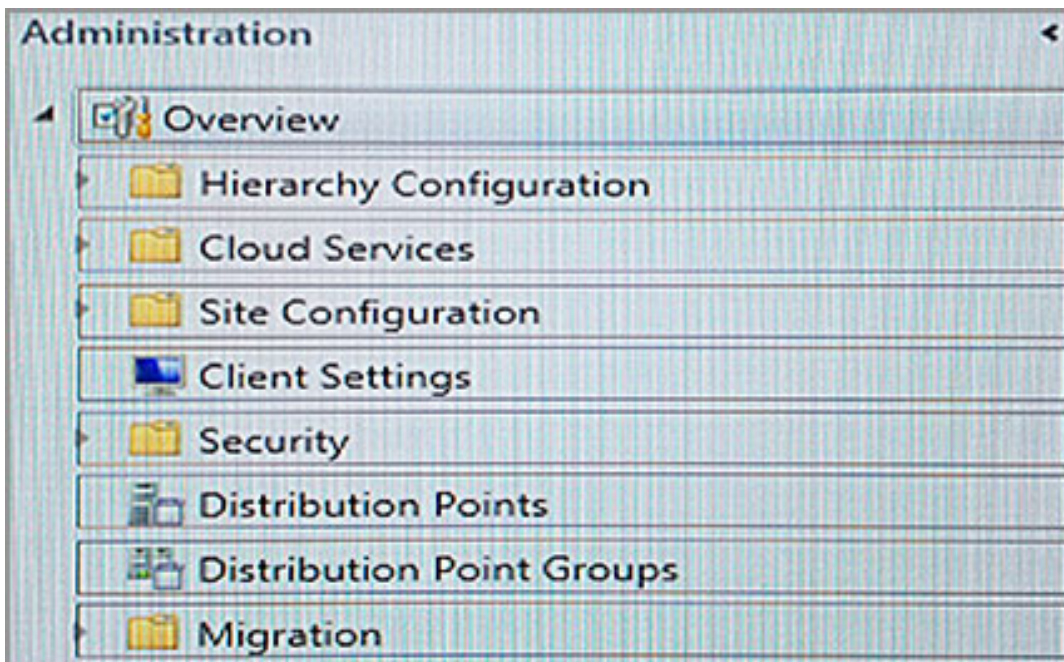 Administration
Overview
Hierarchy Configuration
Cloud Services
Site Configuration
Client Settings
Security
Distribution Points
Distribution Point Groups
Migration